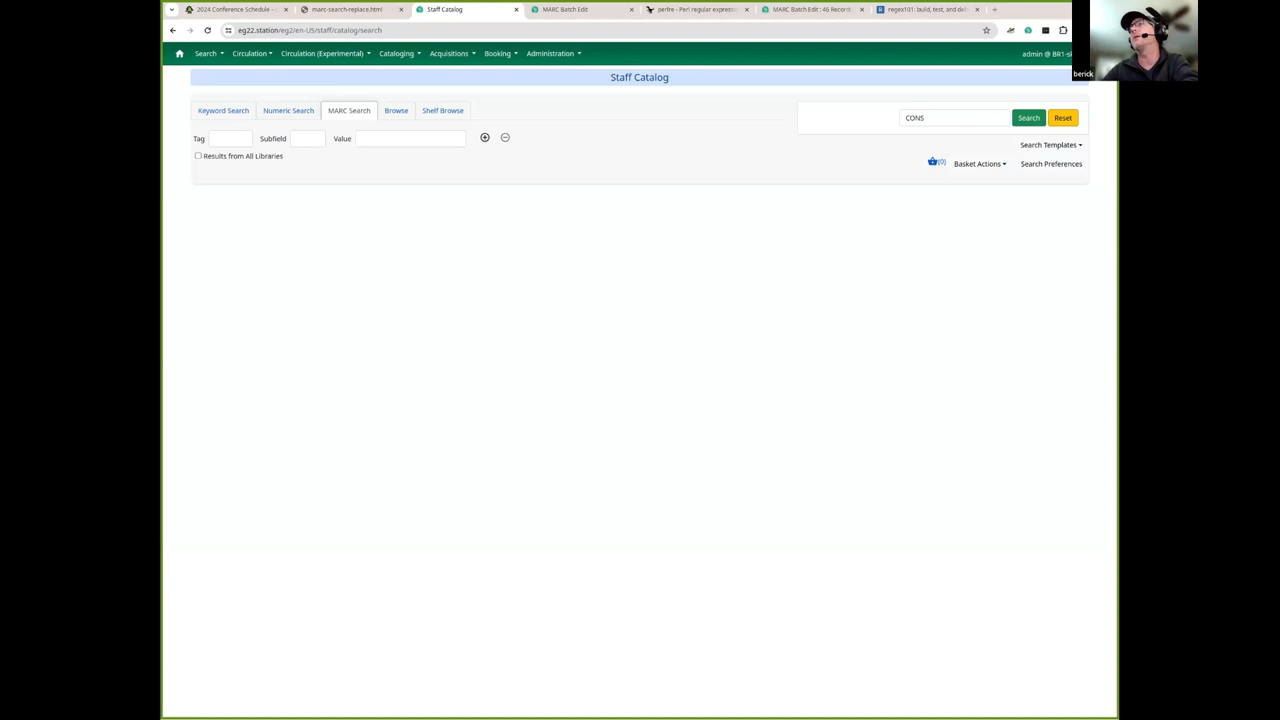 2024 Conference Schedule -
marc-search-replace.html
Staff Catalog
MARC Batch Edit
perlre - Perl regular expressi
MARC Batch Edit : 46 Record
regex101: build, test, and de
eg22.station/eg2/en-US/staff/catalog/search
Search
Circulation
Circulation (Experimental)
Cataloging
Acquisitions
Booking
Administration
admin @ BR1-sk
berick
Staff Catalog
Keyword Search
Numeric Search
MARC Search
Browse
Shelf Browse
CONS
Search
Reset
Tag
Subfield
Value
Search Templates
Results from All Libraries
(0)
Basket Actions
Search Preferences